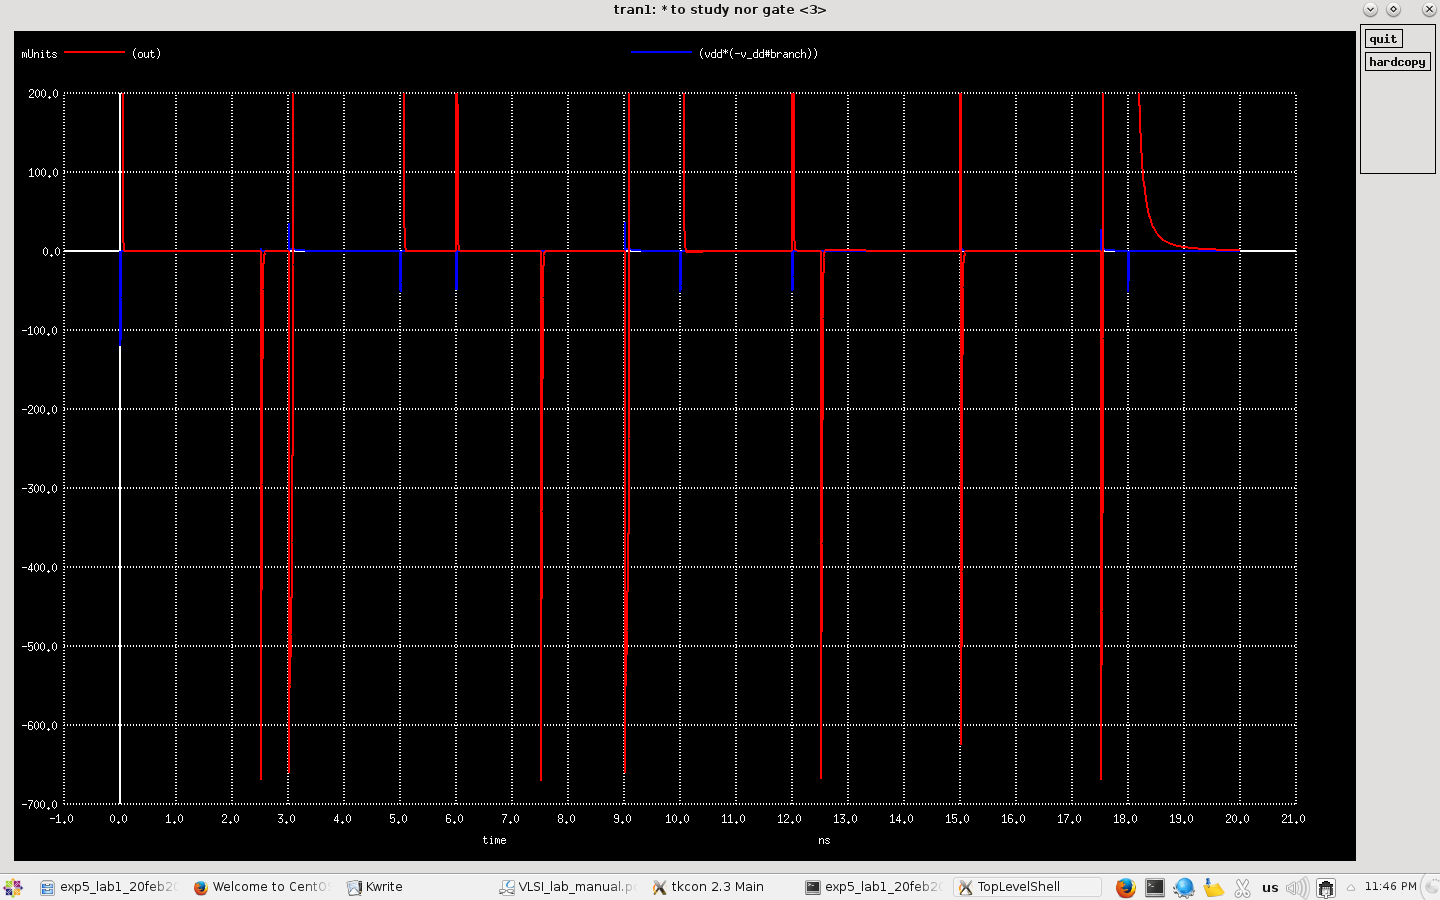 tran1: *to study nor gate <3>
quit
hardcopy
mUnits (out) (vdd*(-v_dd#branch))
200.0
100.0
0.0
-100.0
-200.0
-300.0
-400.0
-500.0
-600.0
-700.0
-1.0 0.0 1.0 2.0 3.0 4.0 5.0 6.0 7.0 8.0 9.0 10.0 11.0 12.0 13.0 14.0 15.0 16.0 17.0 18.0 19.0 20.0 21.0
time ns
exp5_lab1_20feb20 Welcome to CentO Kwrite VLSI_lab_manual.p tkcon 2.3 Main exp5_lab1_20feb20 TopLevelShell us 11:46 PM